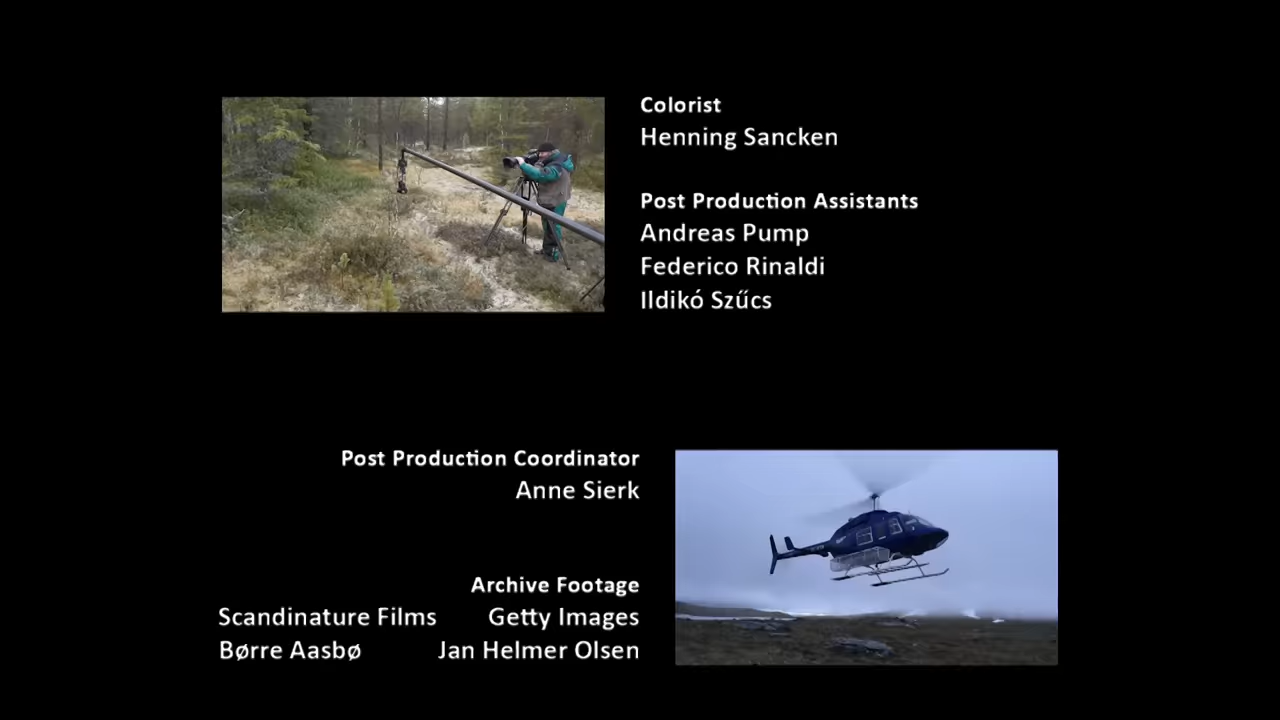 Colorist
Henning Sancken
Post Production Assistants
Andreas Pump
Federico Rinaldi
Ildikó Szűcs
Post Production Coordinator
Anne Sierk
Archive Footage
Scandinature Films Getty Images
Børre Aasbø Jan Helmer Olsen